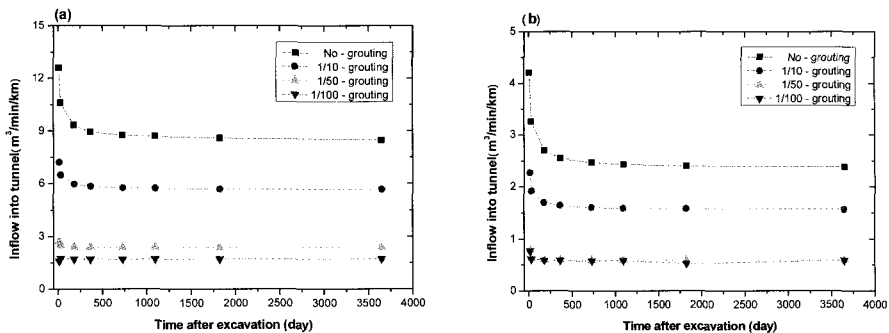 (a)
15
12
9
6
3
0
Inflow into tunnel(m³/min/km)
No - grouting
1/10 - grouting
1/50 - grouting
1/100 - grouting
0 500 1000 1500 2000 2500 3000 3500 4000
Time after excavation (day)
(b)
5
4
3
2
1
0
Inflow into tunnel(m³/min/km)
No - grouting
1/10 - grouting
1/50 - grouting
1/100 - grouting
0 500 1000 1500 2000 2500 3000 3500 4000
Time after excavation (day)